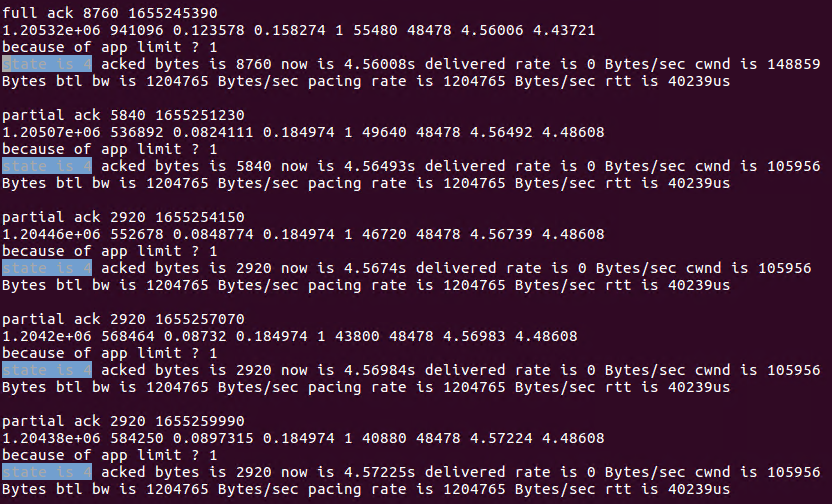 full ack 8760 1655245390
1.20532e+06 941096 0.123578 0.158274 1 55480 48478 4.56006 4.43721
because of app limit ? 1
state is 4 acked bytes is 8760 now is 4.56008s delivered rate is 0 Bytes/sec cwnd is 148859
Bytes btl bw is 1204765 Bytes/sec pacing rate is 1204765 Bytes/sec rtt is 40239us
partial ack 5840 1655251230
1.20507e+06 536892 0.0824111 0.184974 1 49640 48478 4.56492 4.48608
because of app limit ? 1
state is 4 acked bytes is 5840 now is 4.56493s delivered rate is 0 Bytes/sec cwnd is 105956
Bytes btl bw is 1204765 Bytes/sec pacing rate is 1204765 Bytes/sec rtt is 40239us
partial ack 2920 1655254150
1.20446e+06 552678 0.0848774 0.184974 1 46720 48478 4.56739 4.48608
because of app limit ? 1
state is 4 acked bytes is 2920 now is 4.5674s delivered rate is 0 Bytes/sec cwnd is 105956
Bytes btl bw is 1204765 Bytes/sec pacing rate is 1204765 Bytes/sec rtt is 40239us
partial ack 2920 1655257070
1.2042e+06 568464 0.08732 0.184974 1 43800 48478 4.56983 4.48608
because of app limit ? 1
state is 4 acked bytes is 2920 now is 4.56984s delivered rate is 0 Bytes/sec cwnd is 105956
Bytes btl bw is 1204765 Bytes/sec pacing rate is 1204765 Bytes/sec rtt is 40239us
partial ack 2920 1655259990
1.20438e+06 584250 0.0897315 0.184974 1 40880 48478 4.57224 4.48608
because of app limit ? 1
state is 4 acked bytes is 2920 now is 4.57225s delivered rate is 0 Bytes/sec cwnd is 105956
Bytes btl bw is 1204765 Bytes/sec pacing rate is 1204765 Bytes/sec rtt is 40239us